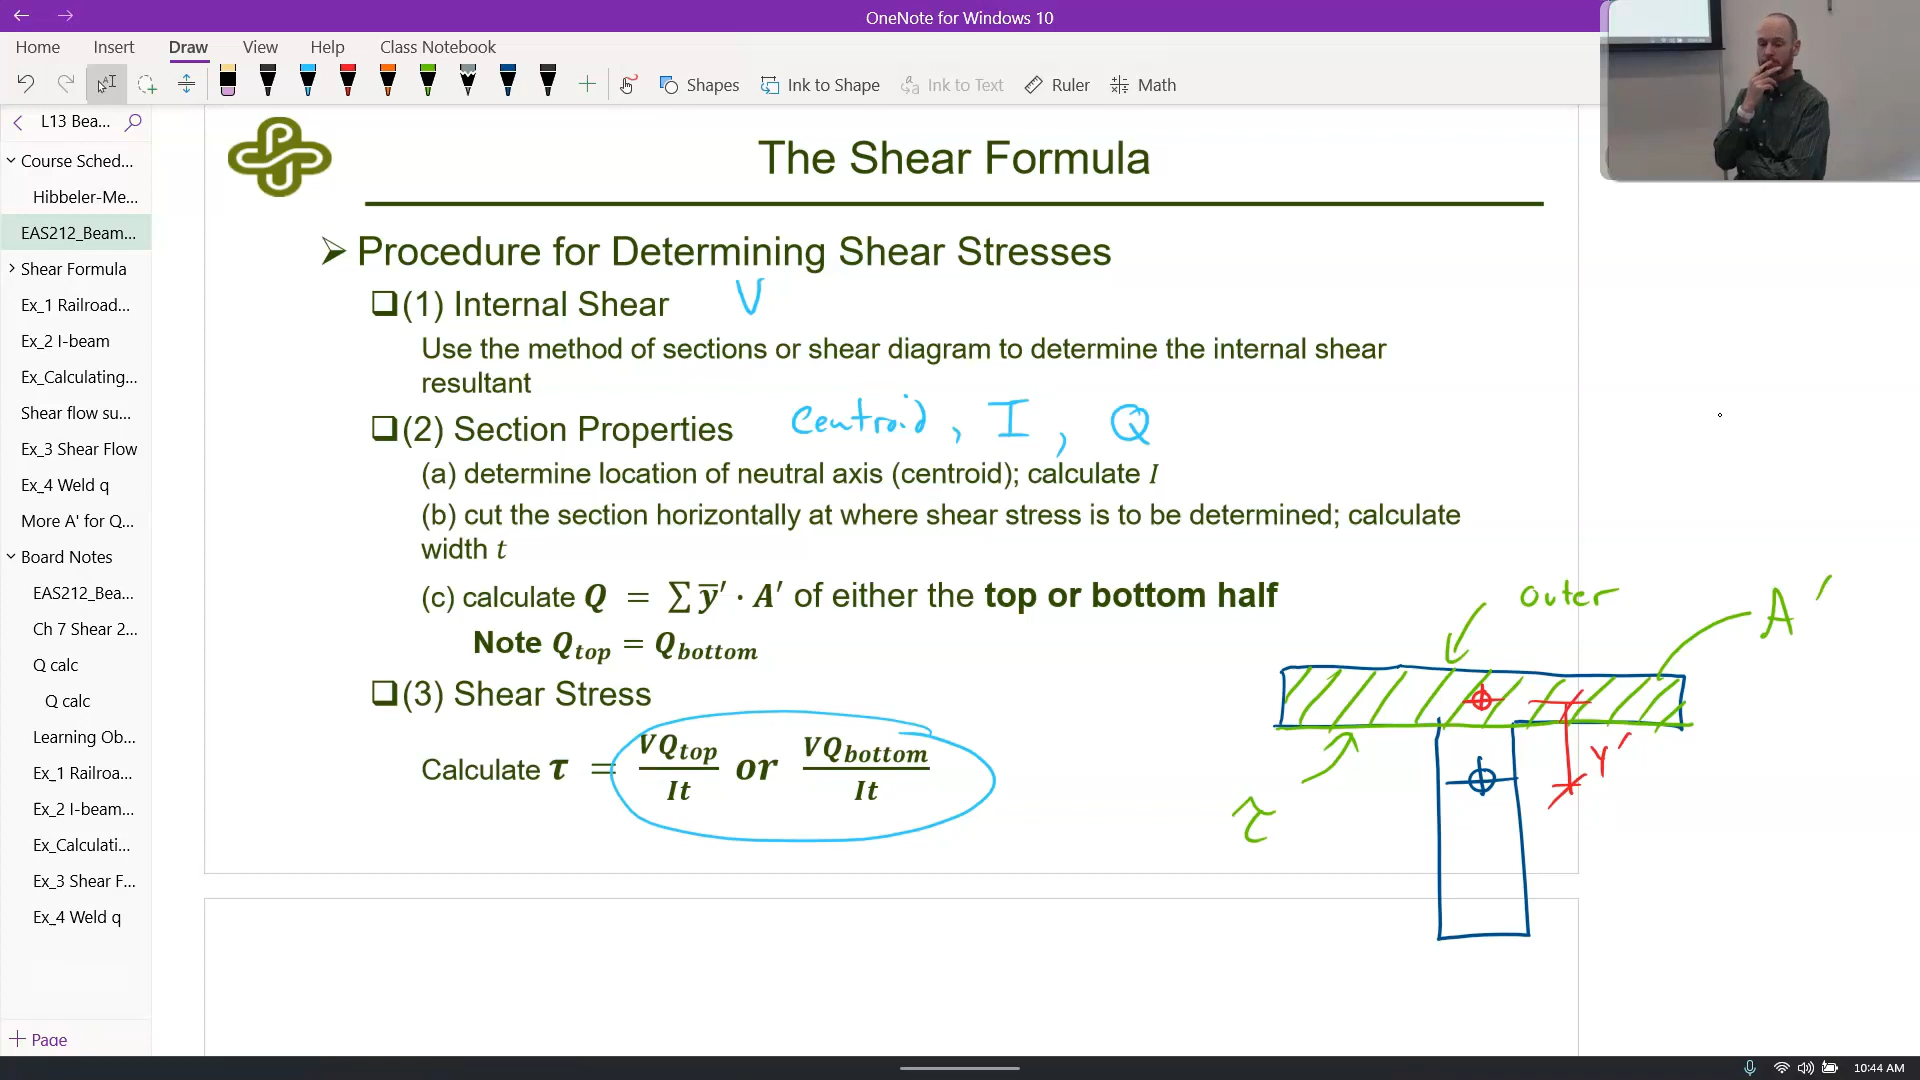 OneNote for Windows 10
Home Insert Draw View Help Class Notebook
Shapes Ink to Shape Ink to Text Ruler Math
L13 Bea...
Course Sched...
Hibbeler-Me...
EAS212_Beam...
Shear Formula
Ex_1 Railroad...
Ex_2 I-beam
Ex_Calculating...
Shear flow su...
Ex_3 Shear Flow
Ex_4 Weld q
More A' for Q...
Board Notes
EAS212_Bea...
Ch 7 Shear 2...
Q calc
Q calc
Learning Ob...
Ex_1 Railroa...
Ex_2 I-beam...
Ex_Calculati...
Ex_3 Shear F...
Ex_4 Weld q
+ Page
PSU
The Shear Formula
➢ Procedure for Determining Shear Stresses
❑(1) Internal Shear V
Use the method of sections or shear diagram to determine the internal shear
resultant
❑(2) Section Properties Centroid, I, Q
(a) determine location of neutral axis (centroid); calculate I
(b) cut the section horizontally at where shear stress is to be determined; calculate
width t
(c) calculate Q = ∑ y̅′ · A′ of either the top or bottom half
Note Q_top = Q_bottom
❑(3) Shear Stress
Calculate τ = VQ_top/It or VQ_bottom/It
outer
A'
y'
τ
10:44 AM